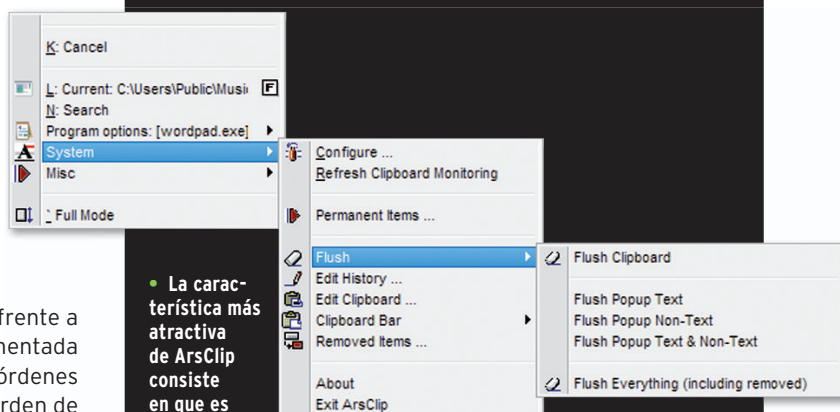 K: Cancel
L: Current: C:\Users\Public\Musi F
N: Search
Program options: [wordpad.exe]
System
Misc
` Full Mode
Configure ...
Refresh Clipboard Monitoring
Permanent Items ...
Flush
Edit History ...
Edit Clipboard ...
Clipboard Bar
Removed Items ...
About
Exit ArsClip
Flush Clipboard
Flush Popup Text
Flush Popup Non-Text
Flush Popup Text & Non-Text
Flush Everything (including removed)
• La carac-
terística más
atractiva
de ArsClip
consiste
en que es
frente a
mentada
órdenes
rden de